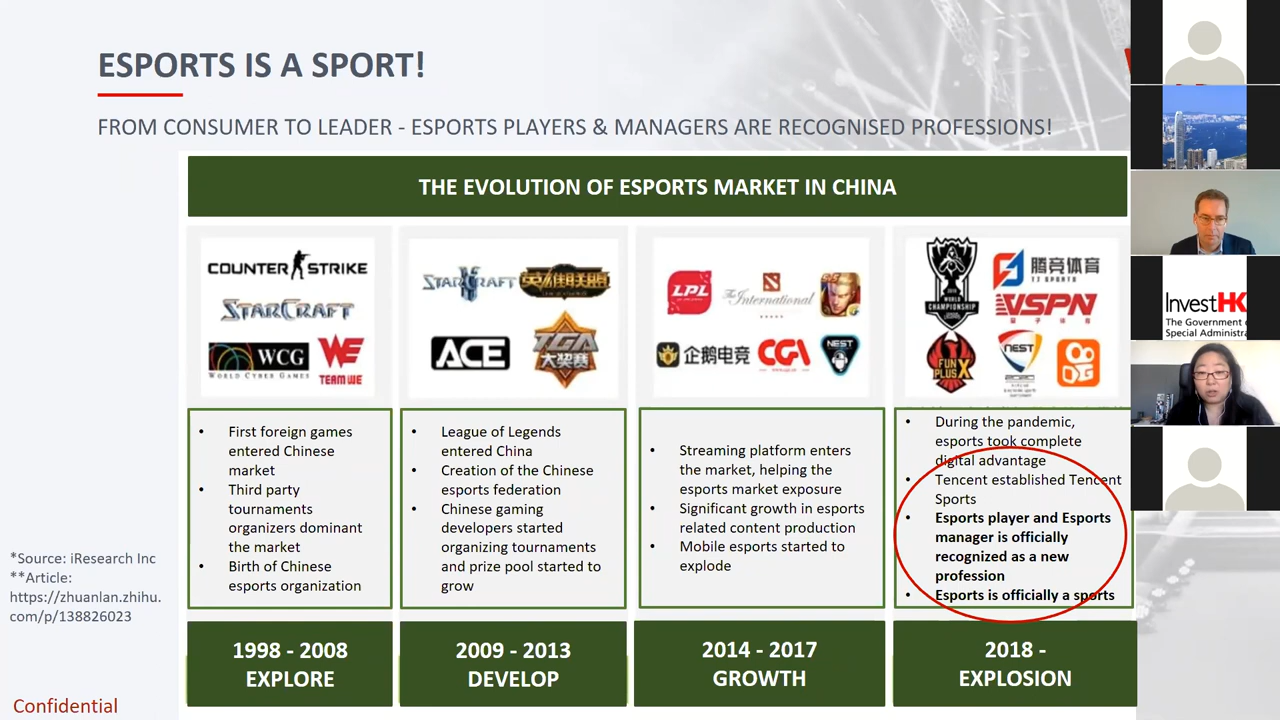 ESPORTS IS A SPORT!
FROM CONSUMER TO LEADER - ESPORTS PLAYERS & MANAGERS ARE RECOGNISED PROFESSIONS!
THE EVOLUTION OF ESPORTS MARKET IN CHINA
COUNTER STRIKE
STARCRAFT
WCG
WORLD CYBER GAMES
WE
TEAM WE
STARCRAFT II
英雄联盟
ACE
TGA
大奖赛
LPL
The International
企鹅电竞
CGA
NEST
WORLD
CHAMPIONSHIP
腾竞体育
TJ SPORTS
VSPN
FUN PLUS X
NEST
2020
InvestHK
The Government o
Special Administra
• First foreign games
entered Chinese
market
• Third party
tournaments
organizers dominant
the market
• Birth of Chinese
esports organization
• League of Legends
entered China
• Creation of the Chinese
esports federation
• Chinese gaming
developers started
organizing tournaments
and prize pool started to
grow
• Streaming platform enters
the market, helping the
esports market exposure
• Significant growth in esports
related content production
• Mobile esports started to
explode
• During the pandemic,
esports took complete
digital advantage
• Tencent established Tencent
Sports
• Esports player and Esports
manager is officially
recognized as a new
profession
• Esports is officially a sports
*Source: iResearch Inc
**Article:
https://zhuanlan.zhihu.
com/p/138826023
1998 - 2008
EXPLORE
2009 - 2013
DEVELOP
2014 - 2017
GROWTH
2018 -
EXPLOSION
Confidential